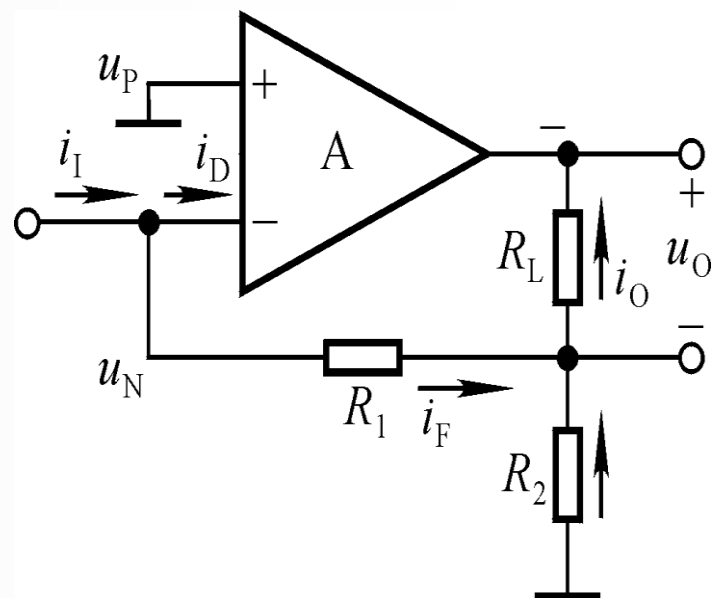 u_P
+
A
−
i_I
i_D
−
+
R_L
i_O
u_O
−
u_N
R_1
i_F
R_2